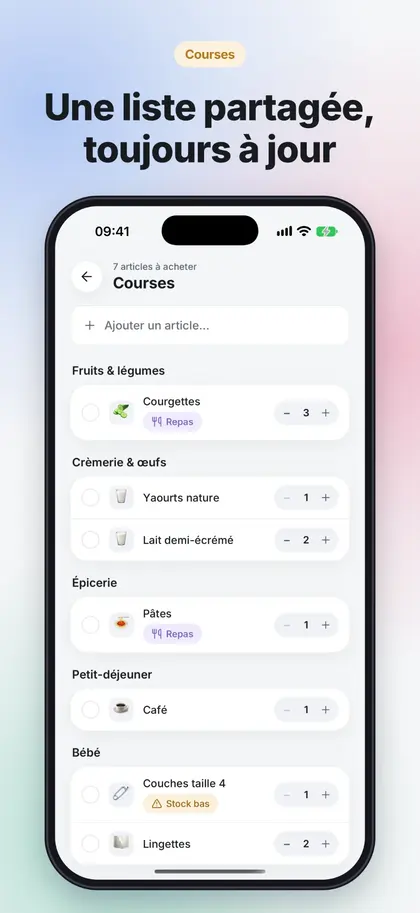 Courses
Une liste partagée,
toujours à jour
09:41
7 articles à acheter
Courses
+ Ajouter un article...
Fruits & légumes
Courgettes
− 3 +
Repas
Crèmerie & œufs
Yaourts nature
− 1 +
Lait demi-écrémé
− 2 +
Épicerie
Pâtes
− 1 +
Repas
Petit-déjeuner
Café
− 1 +
Bébé
Couches taille 4
− 1 +
Stock bas
Lingettes
− 2 +